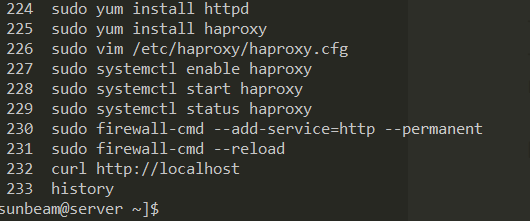 224 sudo yum install httpd
225 sudo yum install haproxy
226 sudo vim /etc/haproxy/haproxy.cfg
227 sudo systemctl enable haproxy
228 sudo systemctl start haproxy
229 sudo systemctl status haproxy
230 sudo firewall-cmd --add-service=http --permanent
231 sudo firewall-cmd --reload
232 curl http://localhost
233 history
sunbeam@server ~]$